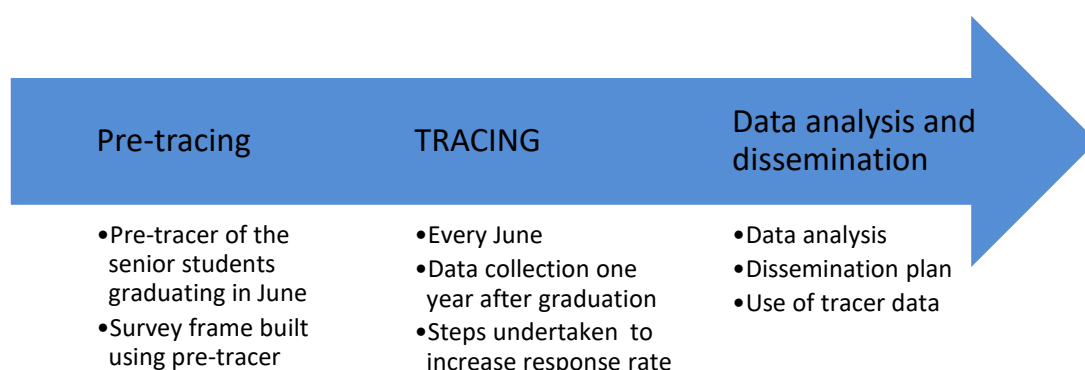 Pre-tracing
•Pre-tracer of the
senior students
graduating in June
•Survey frame built
using pre-tracer
TRACING
•Every June
•Data collection one
year after graduation
•Steps undertaken to
increase response rate
Data analysis and
dissemination
•Data analysis
•Dissemination plan
•Use of tracer data